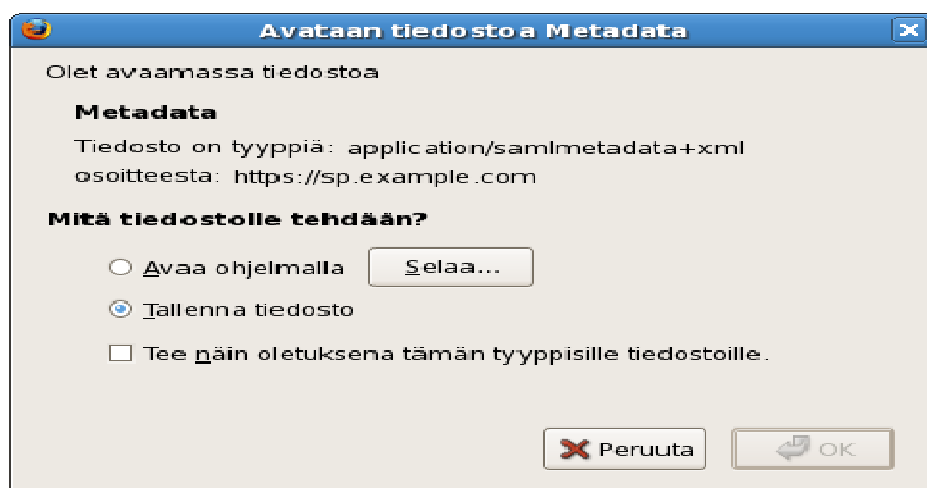 Avataan tiedostoa Metadata
Olet avaamassa tiedostoa
Metadata
Tiedosto on tyyppiä: application/samlmetadata+xml
osoitteesta: https://sp.example.com
Mitä tiedostolle tehdään?
Avaa ohjelmalla Selaa...
Tallenna tiedosto
Tee näin oletuksena tämän tyyppisille tiedostoille.
Peruuta OK